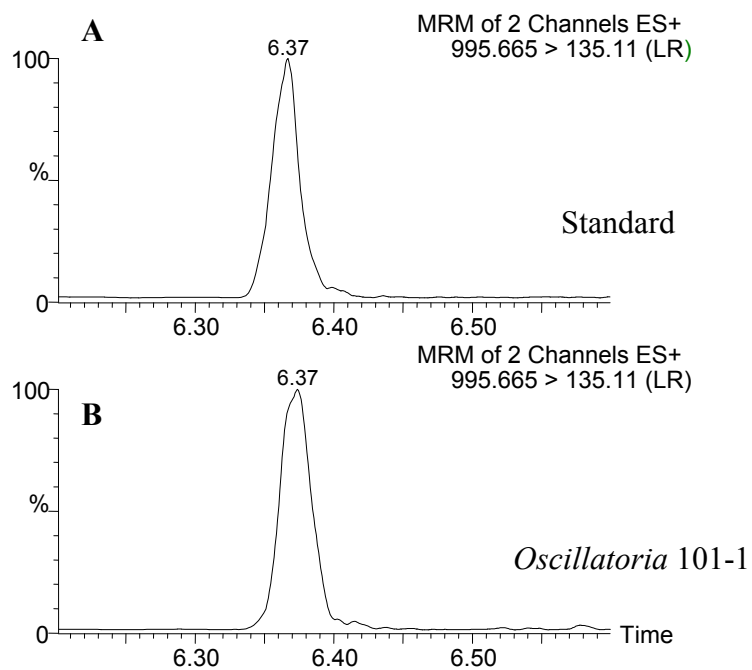 A
6.37
MRM of 2 Channels ES+
995.665 > 135.11 (LR)
100
%
Standard
0
6.30 6.40 6.50
MRM of 2 Channels ES+
995.665 > 135.11 (LR)
6.37
100
B
%
Oscillatoria 101-1
0
Time
6.30 6.40 6.50